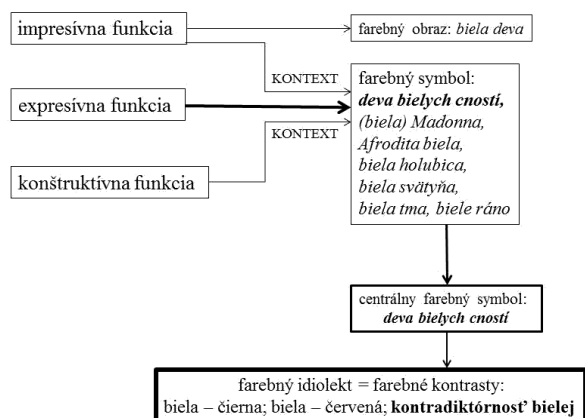 impresívna funkcia
farebný obraz: biela deva
KONTEXT
expresívna funkcia
farebný symbol:
deva bielych cností,
(biela) Madonna,
Afrodita biela,
biela holubica,
biela svätyňa,
biela tma, biele ráno
KONTEXT
konštruktívna funkcia
centrálny farebný symbol:
deva bielych cností
farebný idiolekt = farebné kontrasty:
biela – čierna; biela – červená; kontradiktórnosť bielej